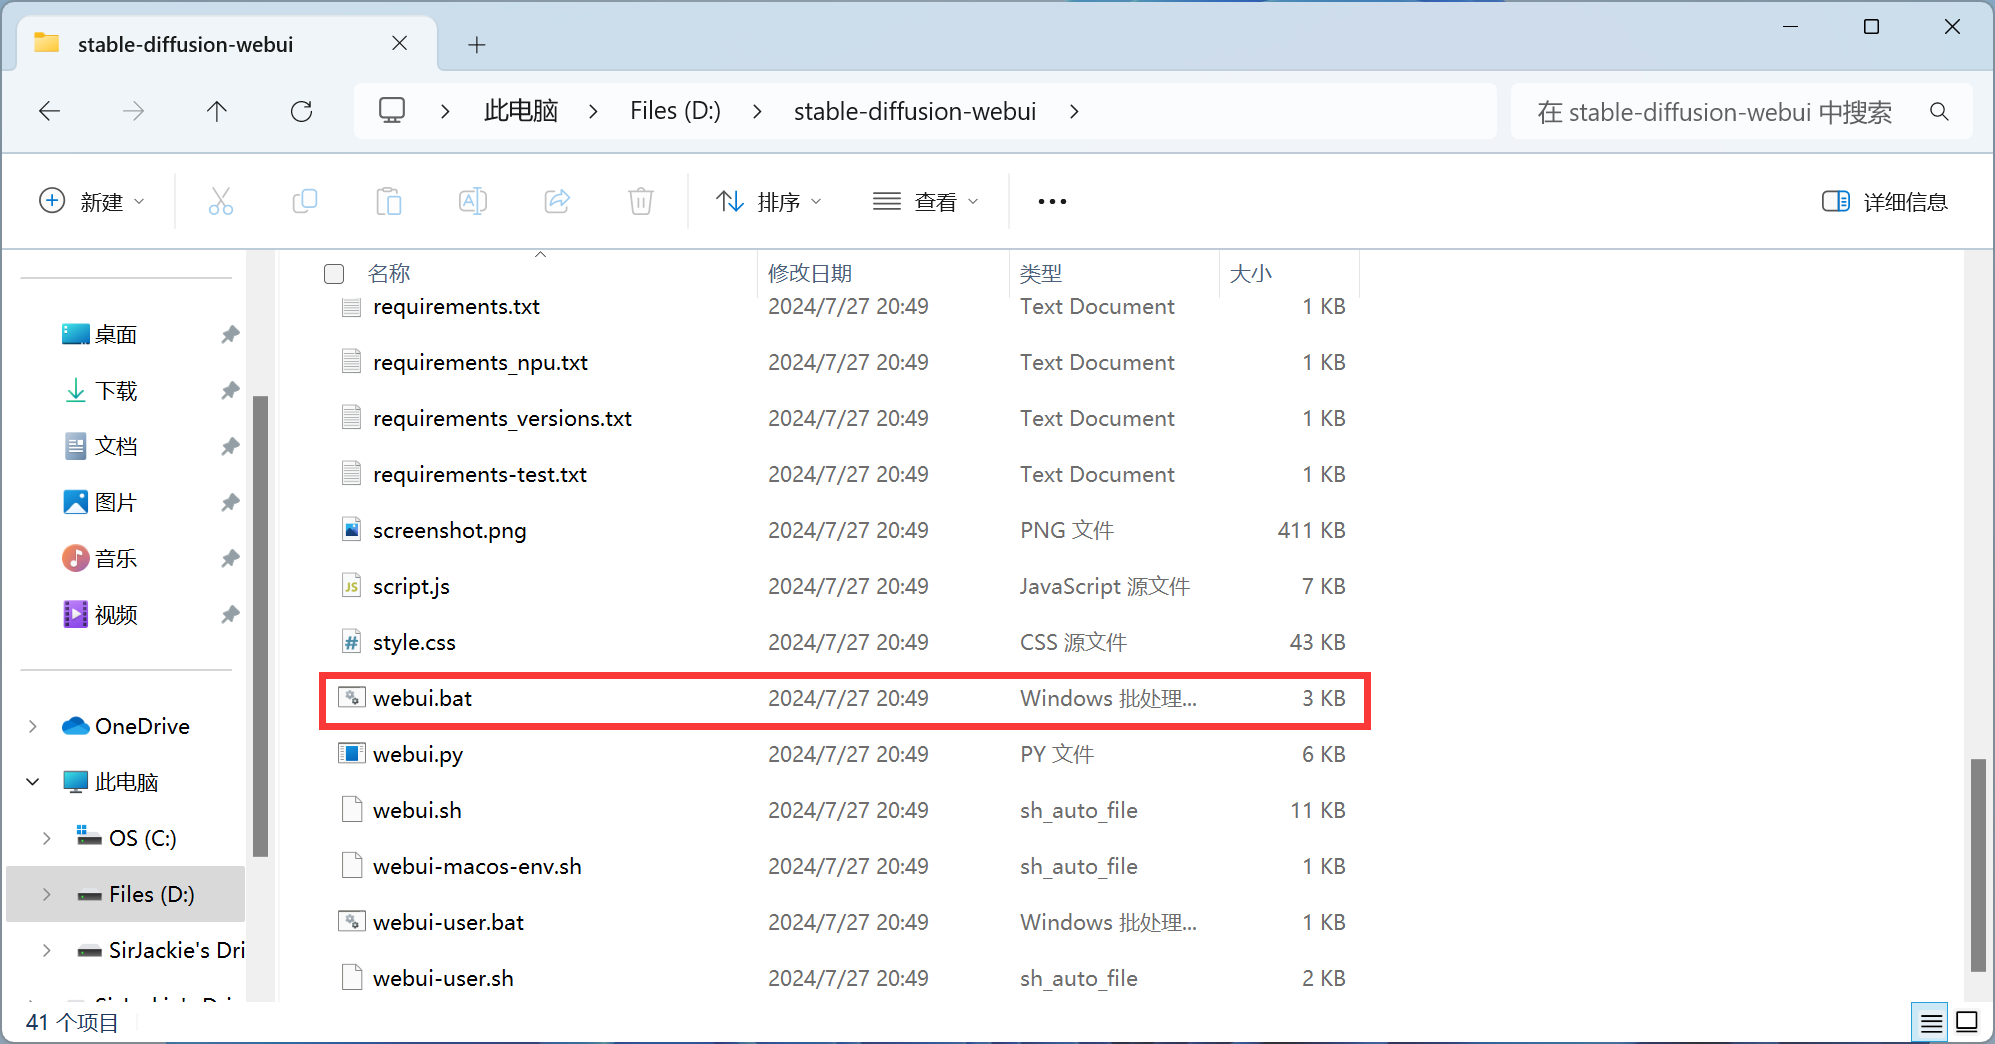 stable-diffusion-webui
此电脑 Files (D:) stable-diffusion-webui
在 stable-diffusion-webui 中搜索
新建 排序 查看 详细信息
名称 修改日期 类型 大小
requirements.txt 2024/7/27 20:49 Text Document 1 KB
requirements_npu.txt 2024/7/27 20:49 Text Document 1 KB
requirements_versions.txt 2024/7/27 20:49 Text Document 1 KB
requirements-test.txt 2024/7/27 20:49 Text Document 1 KB
screenshot.png 2024/7/27 20:49 PNG 文件 411 KB
script.js 2024/7/27 20:49 JavaScript 源文件 7 KB
style.css 2024/7/27 20:49 CSS 源文件 43 KB
webui.bat 2024/7/27 20:49 Windows 批处理... 3 KB
webui.py 2024/7/27 20:49 PY 文件 6 KB
webui.sh 2024/7/27 20:49 sh_auto_file 11 KB
webui-macos-env.sh 2024/7/27 20:49 sh_auto_file 1 KB
webui-user.bat 2024/7/27 20:49 Windows 批处理... 1 KB
webui-user.sh 2024/7/27 20:49 sh_auto_file 2 KB
桌面
下载
文档
图片
音乐
视频
OneDrive
此电脑
OS (C:)
Files (D:)
SirJackie's Dri
41 个项目